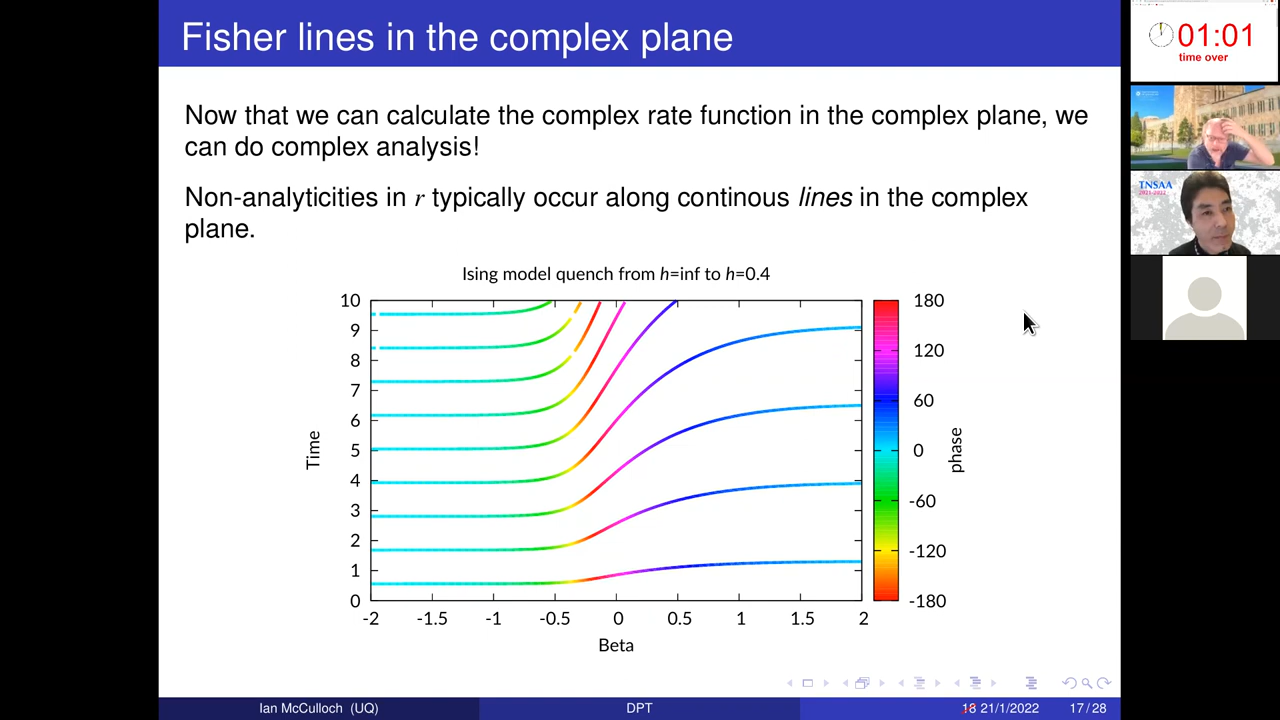 Fisher lines in the complex plane
Now that we can calculate the complex rate function in the complex plane, we
can do complex analysis!
Non-analyticities in r typically occur along continous lines in the complex
plane.
Ising model quench from h=inf to h=0.4
10
9
8
7
6
5
4
3
2
1
0
Time
-2 -1.5 -1 -0.5 0 0.5 1 1.5 2
Beta
180
120
60
0
-60
-120
-180
phase
Ian McCulloch (UQ)
DPT
18 21/1/2022
17 / 28
01:01
time over
TNSAA
2021-2022